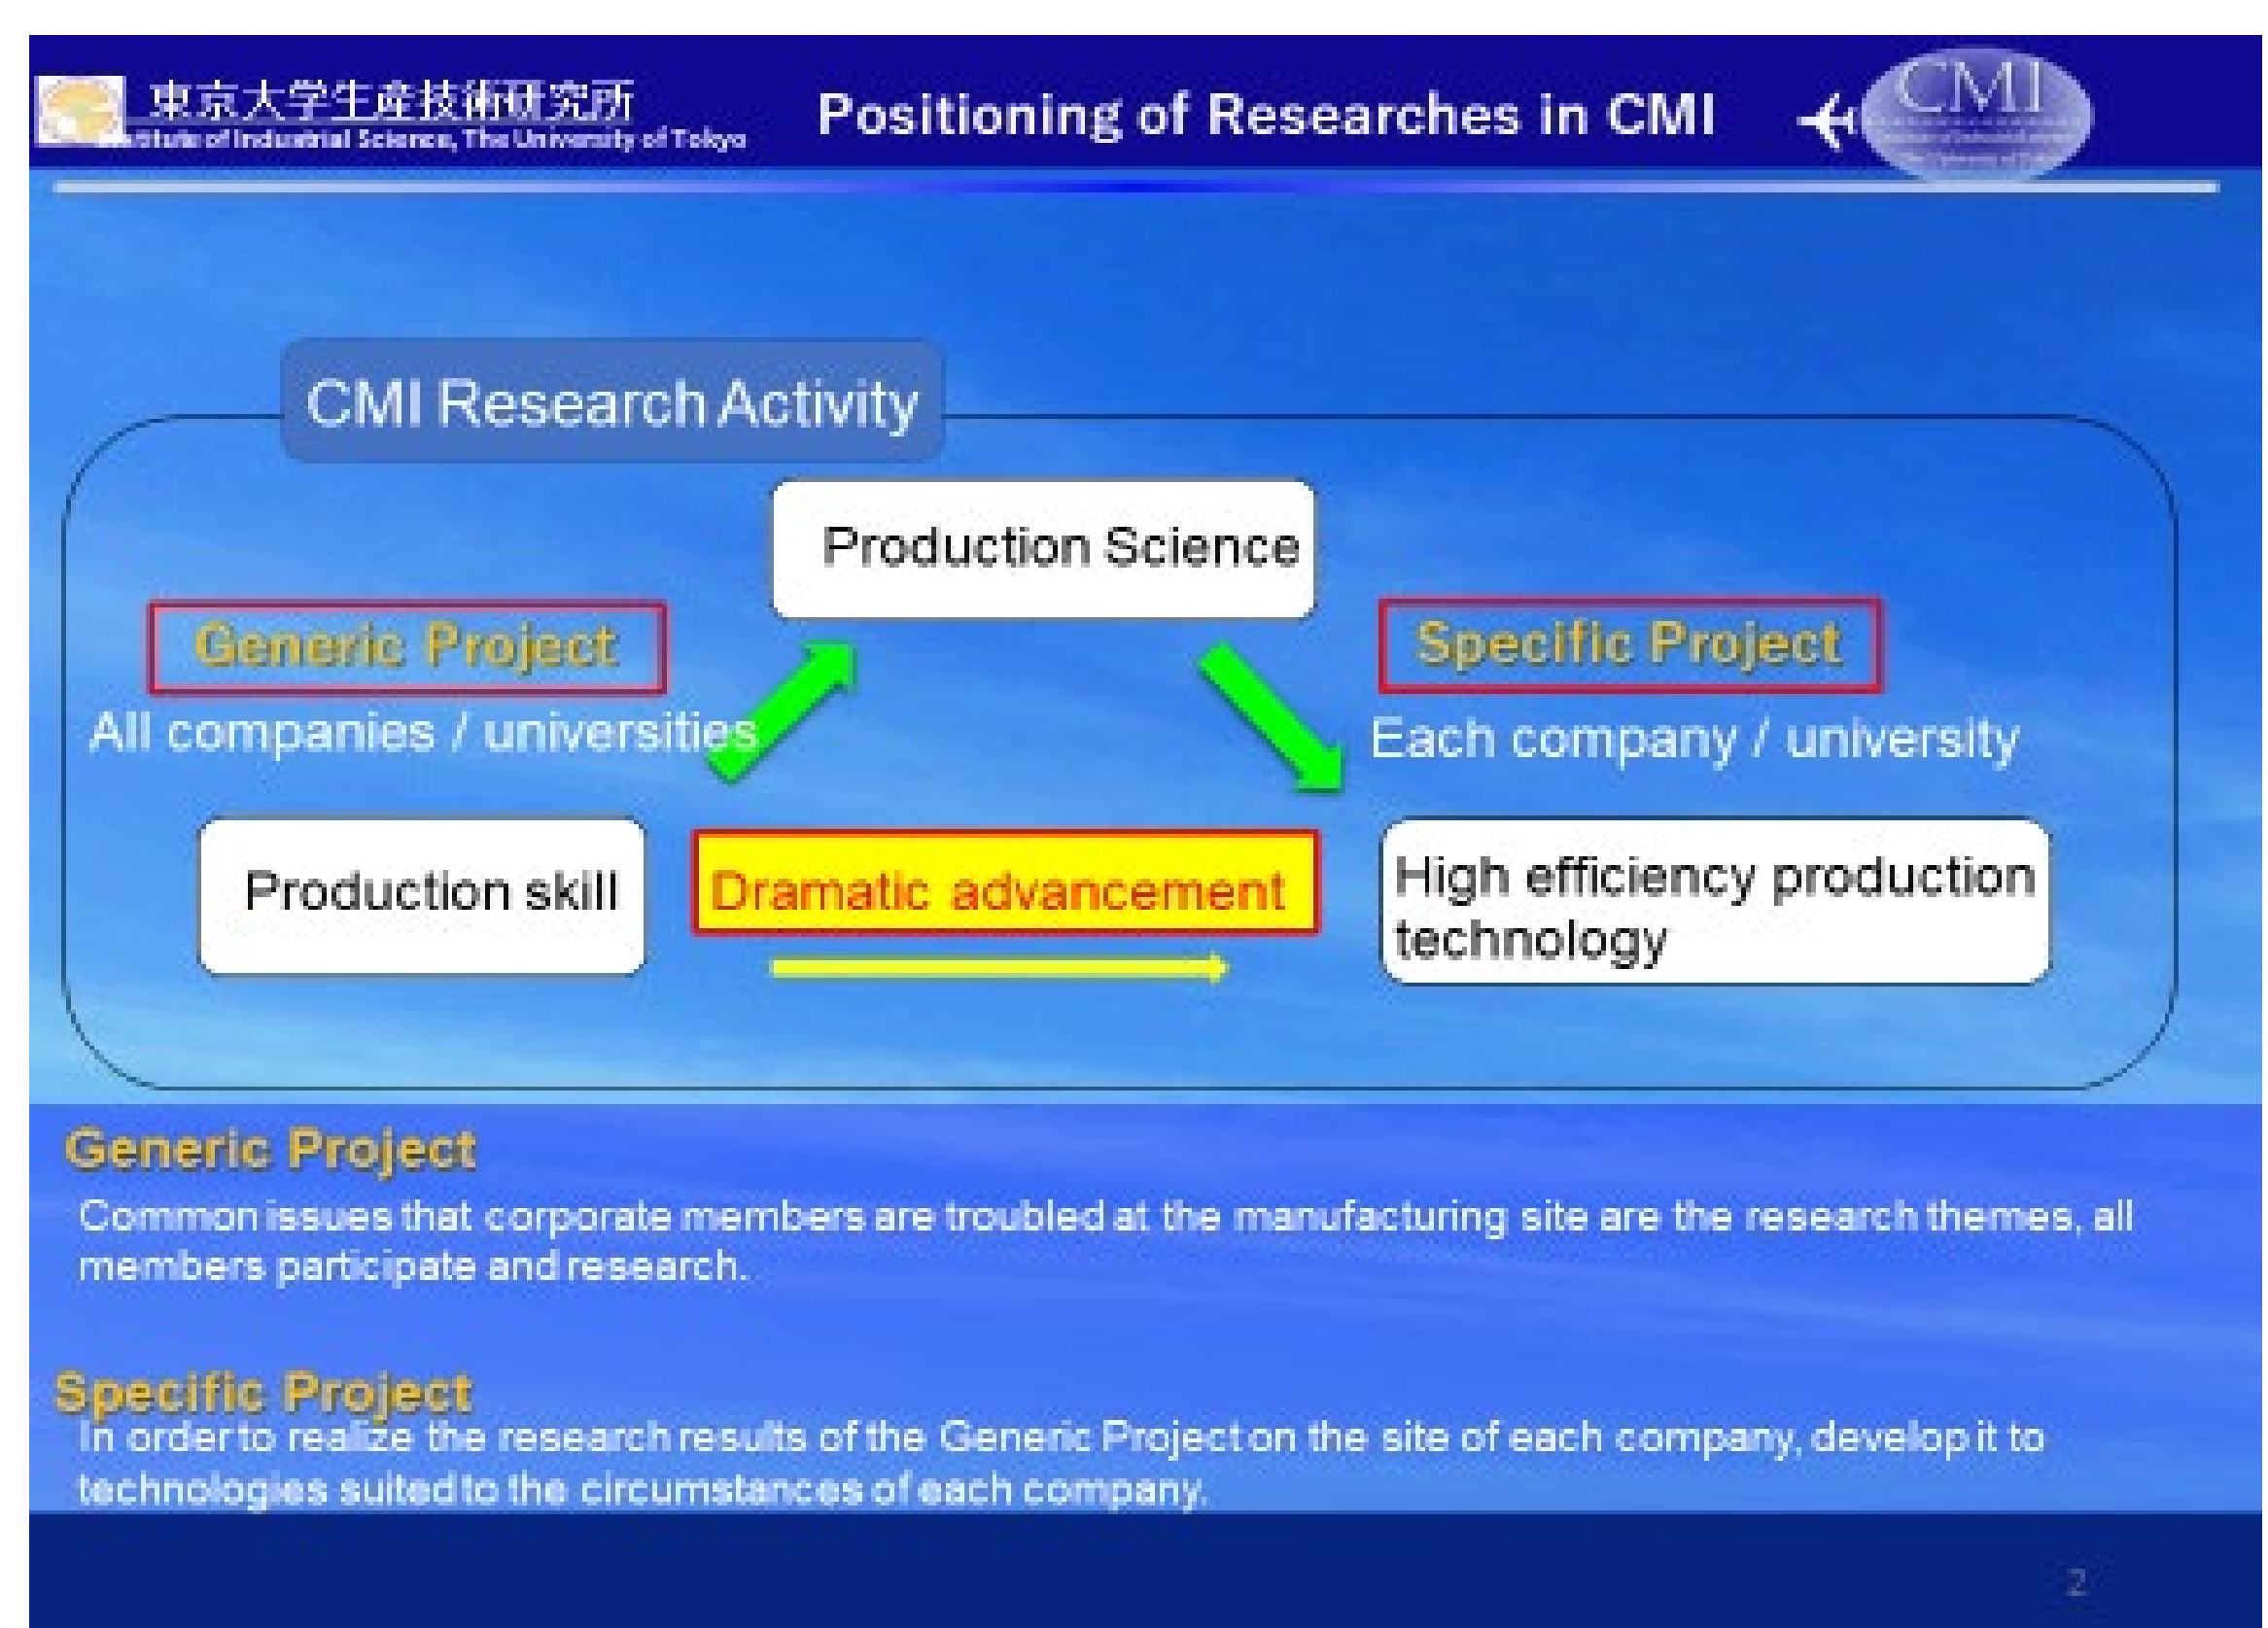 東京大学生産技術研究所
Institute of Industrial Science, The University of Tokyo
Positioning of Researches in CMI
CMI
CMI Research Activity
Production Science
Generic Project
All companies / universities
Specific Project
Each company / university
Production skill
Dramatic advancement
High efficiency production
technology
Generic Project
Common issues that corporate members are troubled at the manufacturing site are the research themes, all
members participate and research.
Specific Project
In order to realize the research results of the Generic Project on the site of each company, develop it to
technologies suited to the circumstances of each company.
2